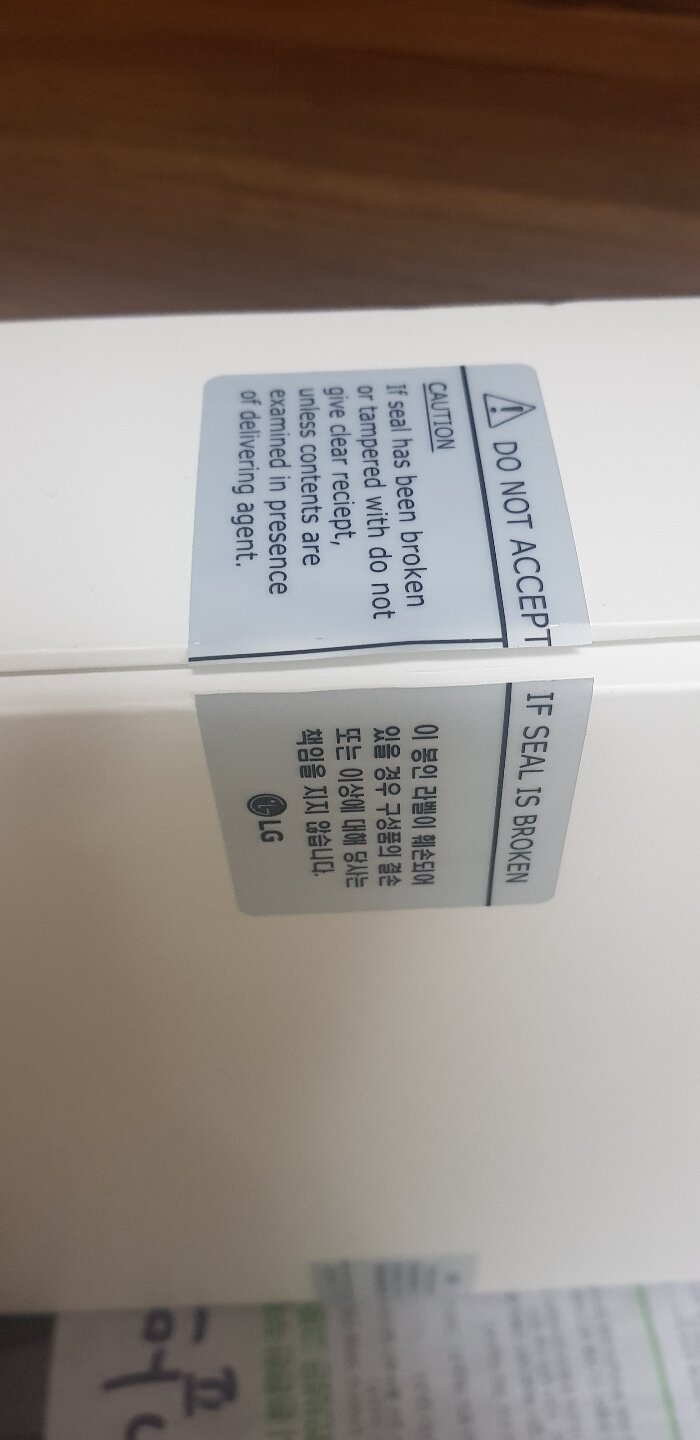 DO NOT ACCEPT IF SEAL IS BROKEN
CAUTION
If seal has been broken
or tampered with do not
give clear reciept,
unless contents are
examined in presence
of delivering agent.
이 봉인 라벨이 훼손되어
있을 경우 구성품의 결손
또는 이상에 대해 당사는
책임을 지지 않습니다.
LG